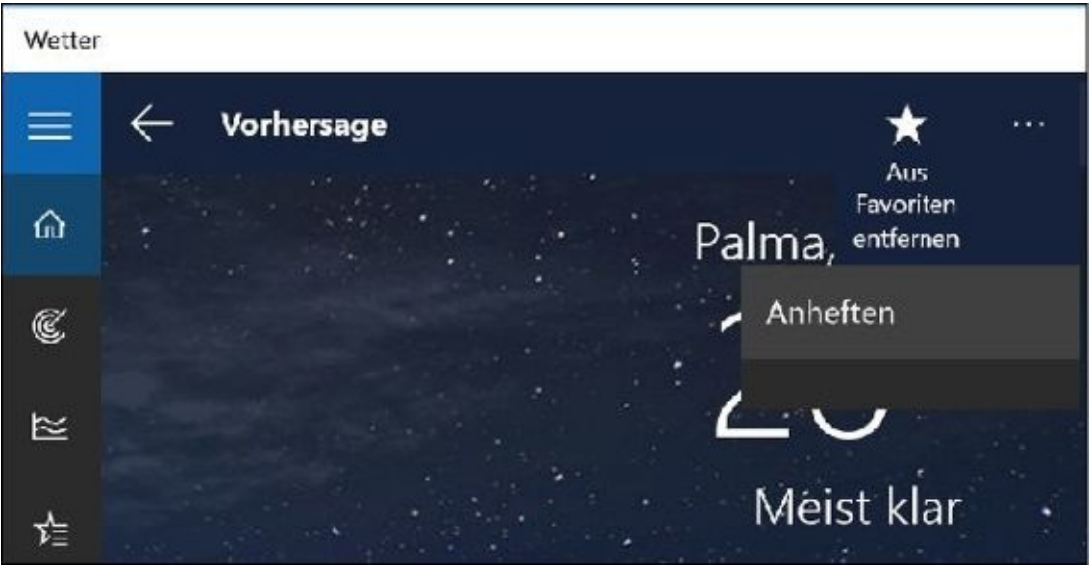 Wetter
Vorhersage
Aus
Favoriten
entfernen
Palma,
Anheften
Meist klar